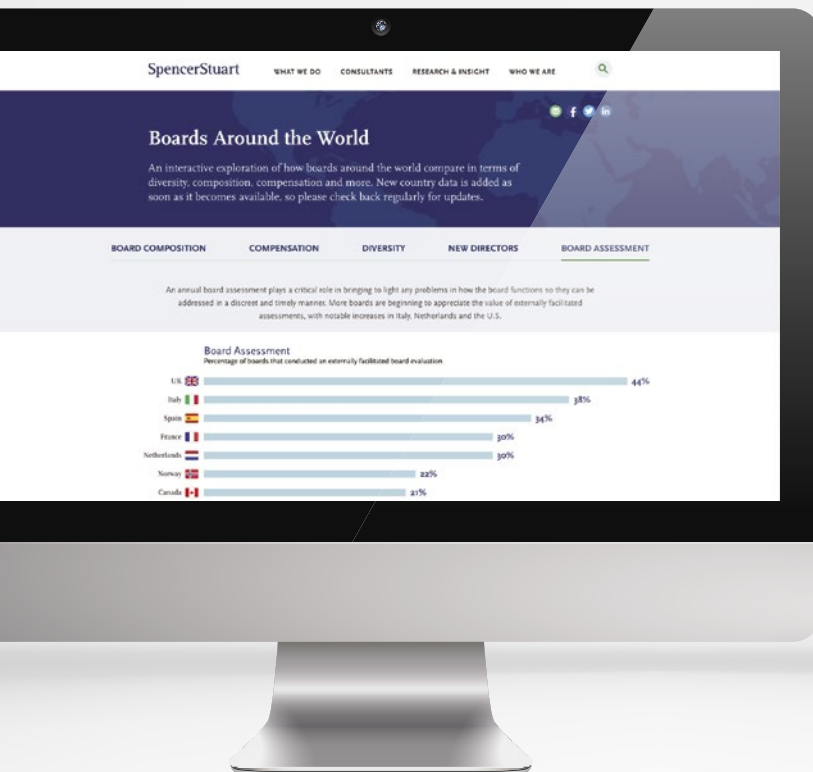 SpencerStuart
WHAT WE DO CONSULTANTS RESEARCH & INSIGHT WHO WE ARE
f in
Boards Around the World
An interactive exploration of how boards around the world compare in terms of
diversity, composition, compensation and more. New country data is added as
soon as it becomes available, so please check back regularly for updates.
BOARD COMPOSITION COMPENSATION DIVERSITY NEW DIRECTORS BOARD ASSESSMENT
An annual board assessment plays a critical role in bringing to light any problems in how the board functions so they can be
addressed in a discreet and timely manner. More boards are beginning to appreciate the value of externally facilitated
assessments, with notable increases in Italy, Netherlands and the U.S.
Board Assessment
Percentage of boards that conducted an externally facilitated board evaluation
UK 44%
Italy 38%
Spain 34%
France 30%
Netherlands 30%
Norway 22%
Canada 21%